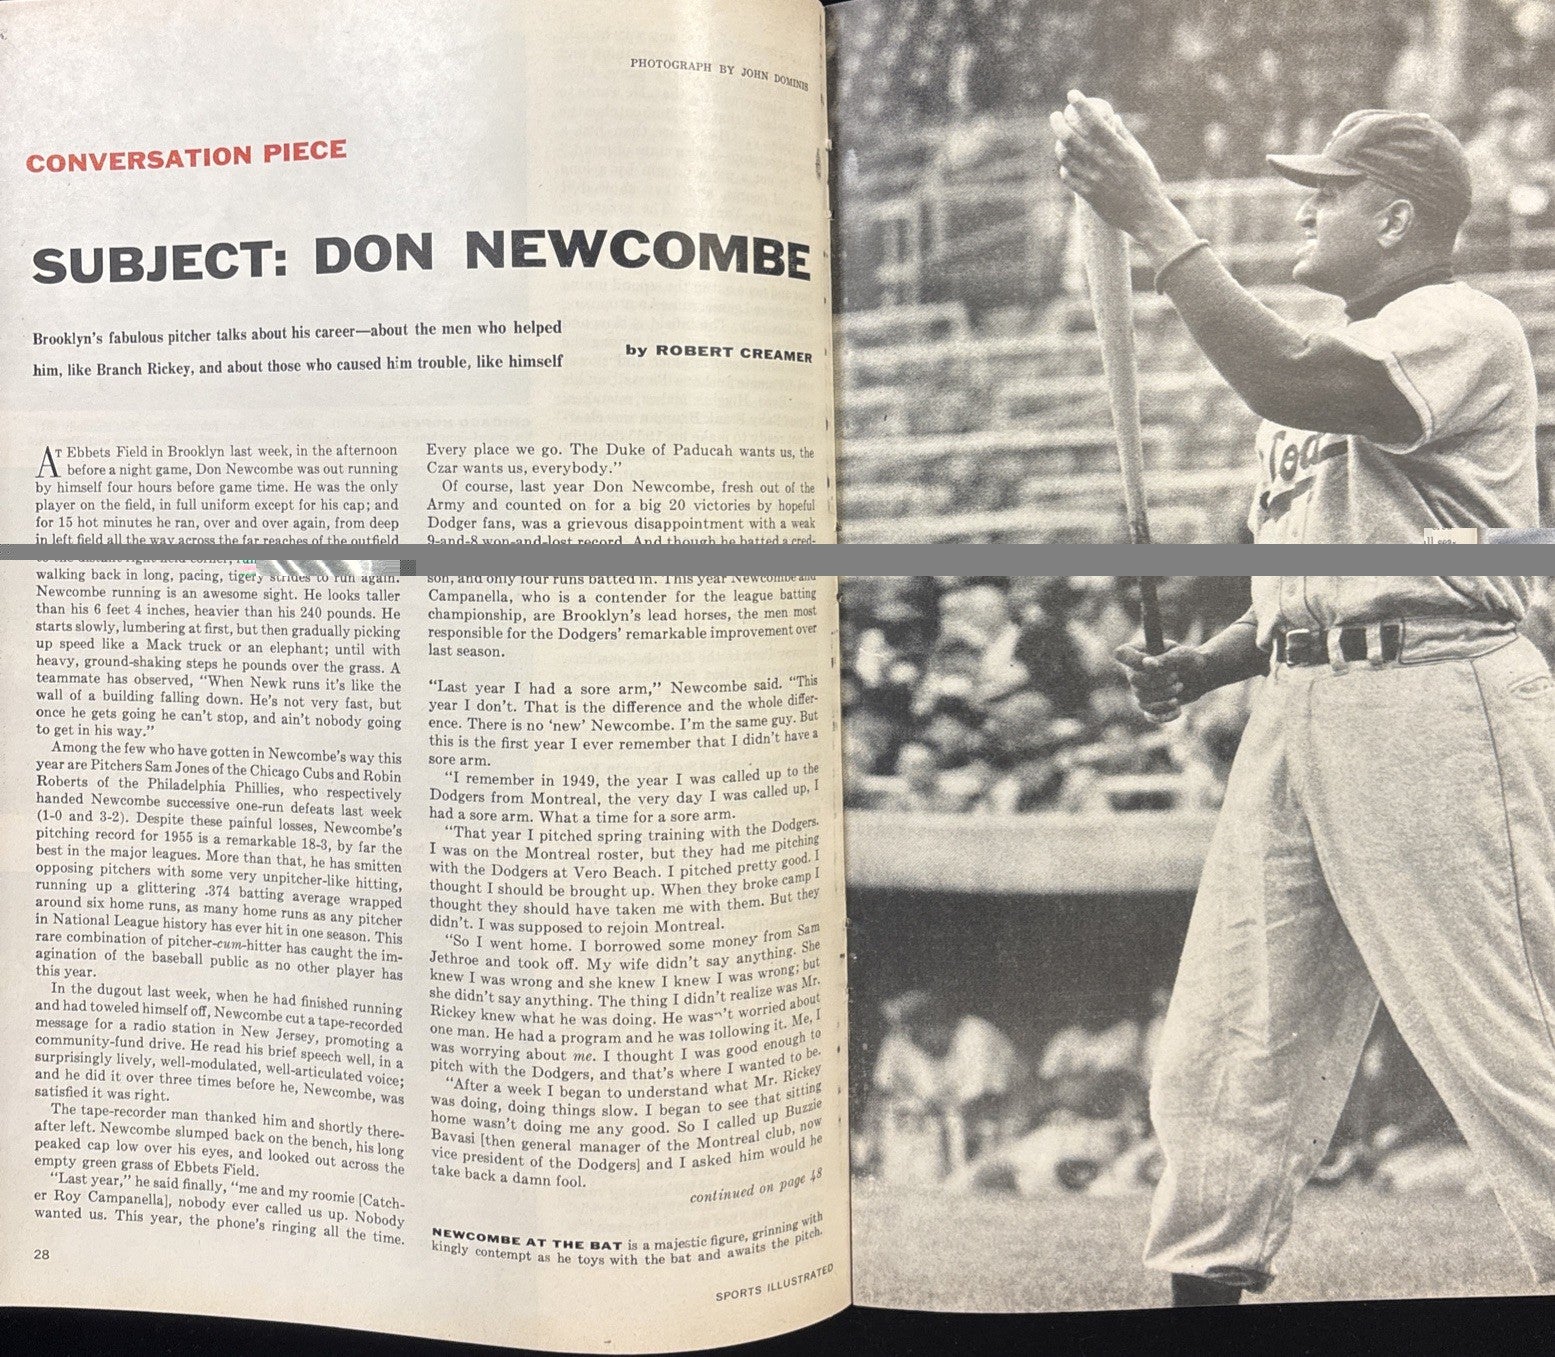 PHOTOGRAPH BY JOHN DOMINIS
CONVERSATION PIECE
SUBJECT: DON NEWCOMBE
Brooklyn's fabulous pitcher talks about his career—about the men who helped
him, like Branch Rickey, and about those who caused him trouble, like himself
by ROBERT CREAMER
AT Ebbets Field in Brooklyn last week, in the afternoon
before a night game, Don Newcombe was out running
by himself four hours before game time. He was the only
player on the field, in full uniform except for his cap; and
for 15 hot minutes he ran, over and over again, from deep
in left field all the way across the far reaches of the outfield
walking back in long, pacing, tigery strides to run again.
Newcombe running is an awesome sight. He looks taller
than his 6 feet 4 inches, heavier than his 240 pounds. He
starts slowly, lumbering at first, but then gradually picking
up speed like a Mack truck or an elephant; until with
heavy, ground-shaking steps he pounds over the grass. A
teammate has observed, "When Newk runs it's like the
wall of a building falling down. He's not very fast, but
once he gets going he can't stop, and ain't nobody going
to get in his way."
Among the few who have gotten in Newcombe's way this
year are Pitchers Sam Jones of the Chicago Cubs and Robin
Roberts of the Philadelphia Phillies, who respectively
handed Newcombe successive one-run defeats last week
(1-0 and 3-2). Despite these painful losses, Newcombe's
pitching record for 1955 is a remarkable 18-3, by far the
best in the major leagues. More than that, he has smitten
opposing pitchers with some very unpitcher-like hitting,
running up a glittering .374 batting average wrapped
around six home runs, as many home runs as any pitcher
in National League history has ever hit in one season. This
rare combination of pitcher-cum-hitter has caught the im-
agination of the baseball public as no other player has
this year.
In the dugout last week, when he had finished running
and had toweled himself off, Newcombe cut a tape-recorded
message for a radio station in New Jersey, promoting a
community-fund drive. He read his brief speech well, in a
surprisingly lively, well-modulated, well-articulated voice;
and he did it over three times before he, Newcombe, was
satisfied it was right.
The tape-recorder man thanked him and shortly there-
after left. Newcombe slumped back on the bench, his long
peaked cap low over his eyes, and looked out across the
empty green grass of Ebbets Field.
"Last year," he said finally, "me and my roomie [Catch-
er Roy Campanella], nobody ever called us up. Nobody
wanted us. This year, the phone's ringing all the time.
28
Every place we go. The Duke of Paducah wants us, the
Czar wants us, everybody."
Of course, last year Don Newcombe, fresh out of the
Army and counted on for a big 20 victories by hopeful
Dodger fans, was a grievous disappointment with a weak
9-and-8 won-and-lost record. And though he batted a cred-
son, and only four runs batted in. This year Newcombe and
Campanella, who is a contender for the league batting
championship, are Brooklyn's lead horses, the men most
responsible for the Dodgers' remarkable improvement over
last season.
"Last year I had a sore arm," Newcombe said. "This
year I don't. That is the difference and the whole differ-
ence. There is no 'new' Newcombe. I'm the same guy. But
this is the first year I ever remember that I didn't have a
sore arm.
"I remember in 1949, the year I was called up to the
Dodgers from Montreal, the very day I was called up, I
had a sore arm. What a time for a sore arm.
"That year I pitched spring training with the Dodgers.
I was on the Montreal roster, but they had me pitching
with the Dodgers at Vero Beach. I pitched pretty good. I
thought I should be brought up. When they broke camp I
thought they should have taken me with them. But they
didn't. I was supposed to rejoin Montreal.
"So I went home. I borrowed some money from Sam
Jethroe and took off. My wife didn't say anything. She
knew I was wrong and she knew I knew I was wrong; but
she didn't say anything. The thing I didn't realize was Mr.
Rickey knew what he was doing. He wasn't worried about
one man. He had a program and he was following it. Me, I
was worrying about me. I thought I was good enough to
pitch with the Dodgers, and that's where I wanted to be.
"After a week I began to understand what Mr. Rickey
was doing, doing things slow. I began to see that sitting
home wasn't doing me any good. So I called up Buzzie
Bavasi [then general manager of the Montreal club, now
vice president of the Dodgers] and I asked him would he
take back a damn fool.
continued on page 48
NEWCOMBE AT THE BAT is a majestic figure, grinning with
kingly contempt as he toys with the bat and awaits the pitch.
SPORTS ILLUSTRATED